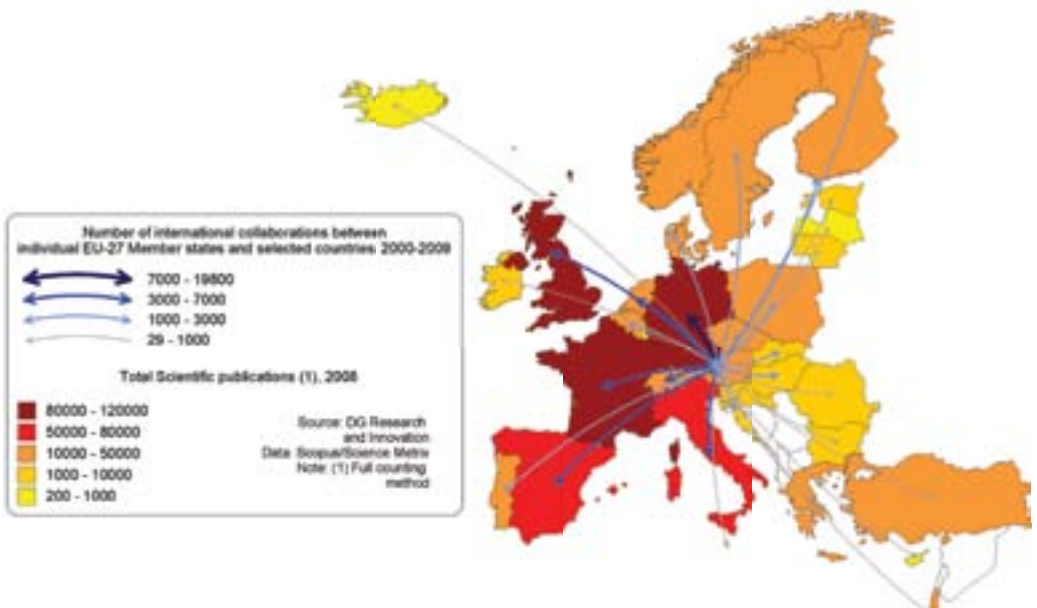 Number of international collaborations between
individual EU-27 Member states and selected countries 2000-2009
7000 - 19800
3000 - 7000
1000 - 3000
29 - 1000
Total Scientific publications (1), 2008
80000 - 120000
50000 - 80000
10000 - 50000
1000 - 10000
200 - 1000
Source: DG Research
and Innovation
Data: Scopus/Science Metrix
Note: (1) Full counting
method